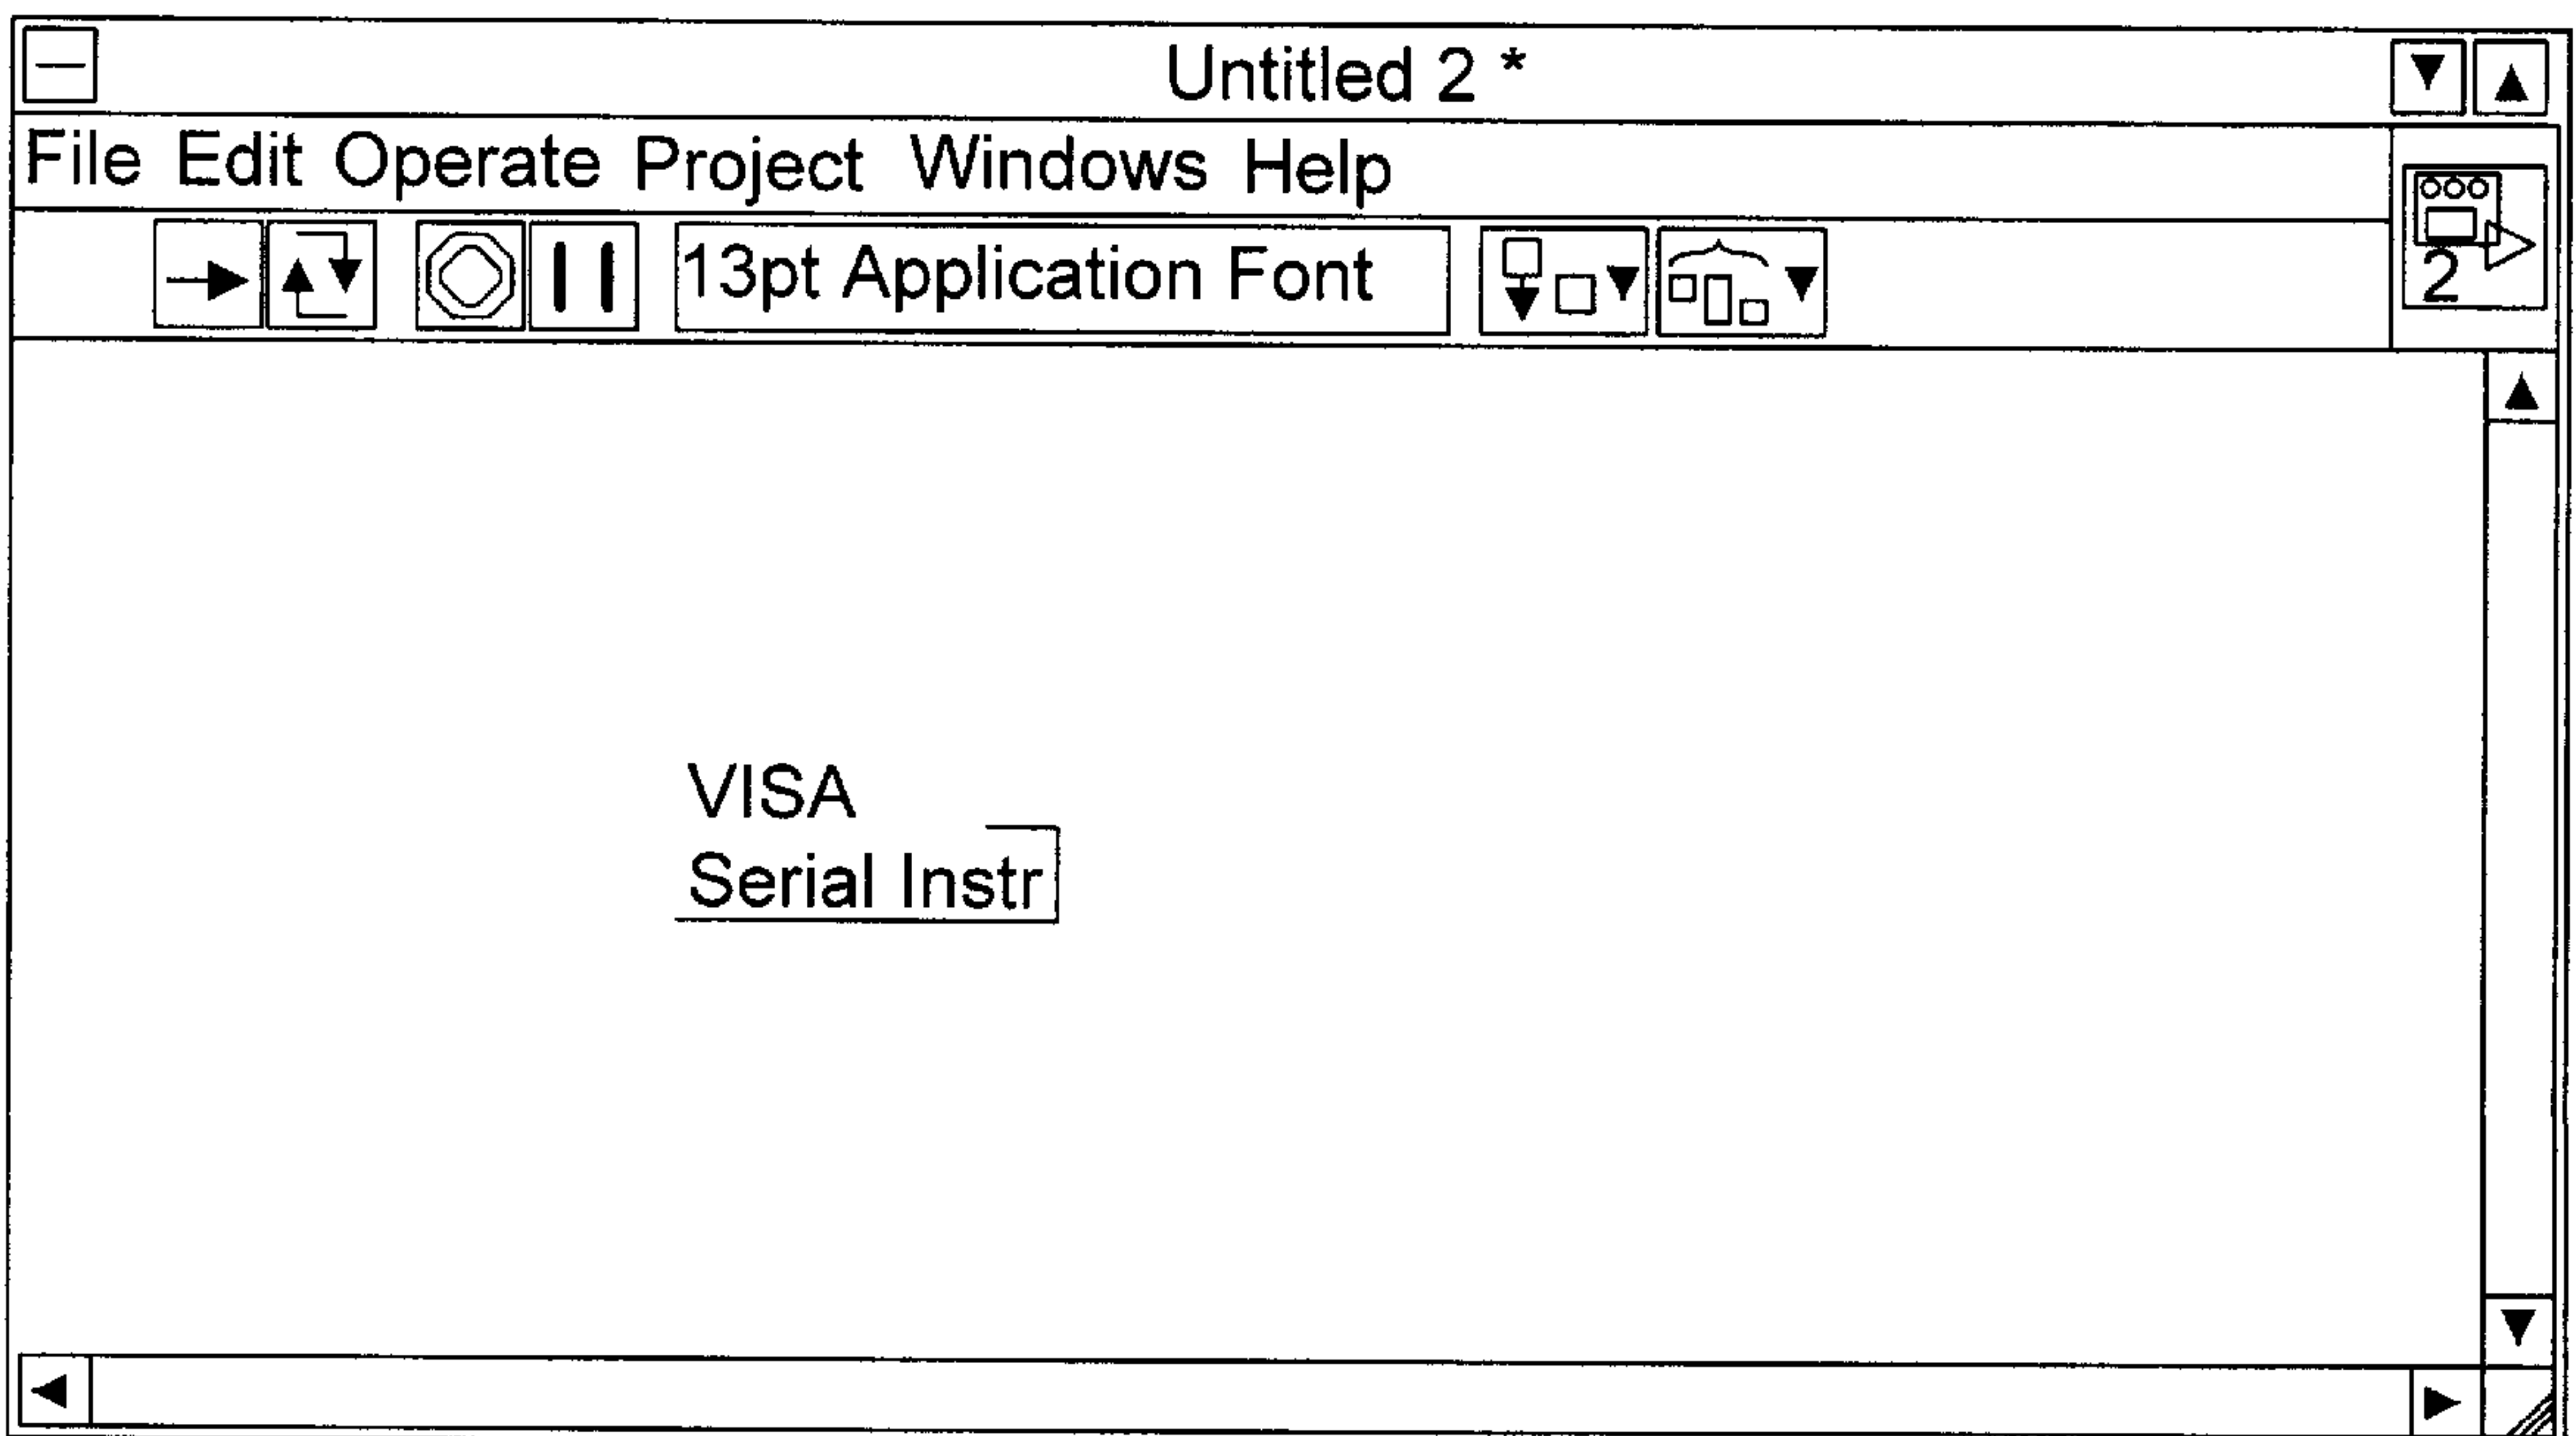 Untitled 2 *
File Edit Operate Project Windows Help
13pt Application Font
2
VISA
Serial Instr